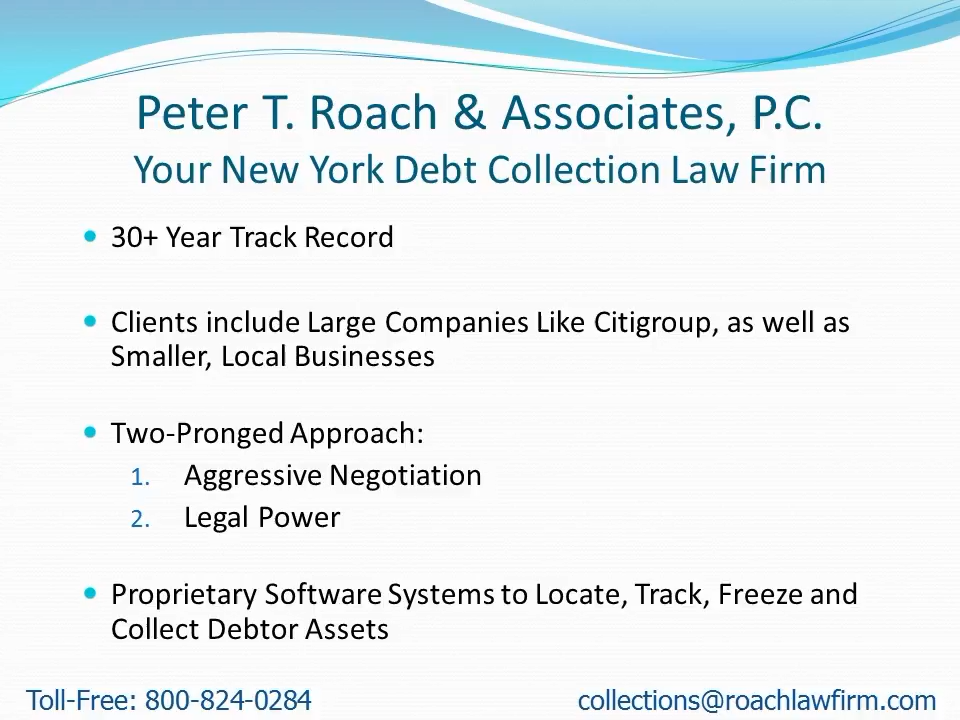 Peter T. Roach & Associates, P.C.
Your New York Debt Collection Law Firm
• 30+ Year Track Record
• Clients include Large Companies Like Citigroup, as well as
Smaller, Local Businesses
• Two-Pronged Approach:
1. Aggressive Negotiation
2. Legal Power
• Proprietary Software Systems to Locate, Track, Freeze and
Collect Debtor Assets
Toll-Free: 800-824-0284
collections@roachlawfirm.com